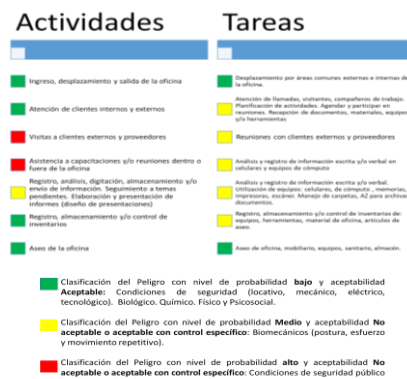 Actividades
Ingreso, desplazamiento y salida de la oficina
Atención de clientes internos y externos
Visitas a clientes externos y proveedores
Asistencia a capacitaciones y/o reuniones dentro o
fuera de la oficina
Registro, análisis, digitación, almacenamiento y/o
envío de información. Seguimiento a temas
pendientes. Elaboración y presentación de
informes (diseño de presentaciones)
Registro, almacenamiento y/o control de
inventarios
Aseo de la oficina
Tareas
Desplazamiento por áreas comunes externas e internas de
la oficina.
Atención de llamadas, visitantes, compañeros de trabajo.
Planificación de actividades. Agendar y participar en
reuniones. Recepción de documentos, materiales, equipos
y/o herramientas
Reuniones con clientes externos y proveedores
Análisis y registro de información escrita y/o verbal en
celulares y equipos de cómputo
Análisis y registro de información escrita y/o verbal.
Utilización de equipos: celulares, de cómputo , memorias,
impresoras, escáner. Manejo de carpetas, AZ para archivar
documentos.
Registro, almacenamiento y/o control de inventarios de:
equipos, herramientas, material de oficina, artículos de
aseo.
Aseo de oficina, mobiliario, equipos, sanitario, almacén.
Clasificación del Peligro con nivel de probabilidad bajo y aceptabilidad
Aceptable: Condiciones de seguridad (locativo, mecánico, eléctrico,
tecnológico). Biológico. Químico. Físico y Psicosocial.
Clasificación del Peligro con nivel de probabilidad Medio y aceptabilidad No
aceptable o aceptable con control específico: Biomecánicos (postura, esfuerzo
y movimiento repetitivo).
Clasificación del Peligro con nivel de probabilidad alto y aceptabilidad No
aceptable o aceptable con control específico: Condiciones de seguridad público